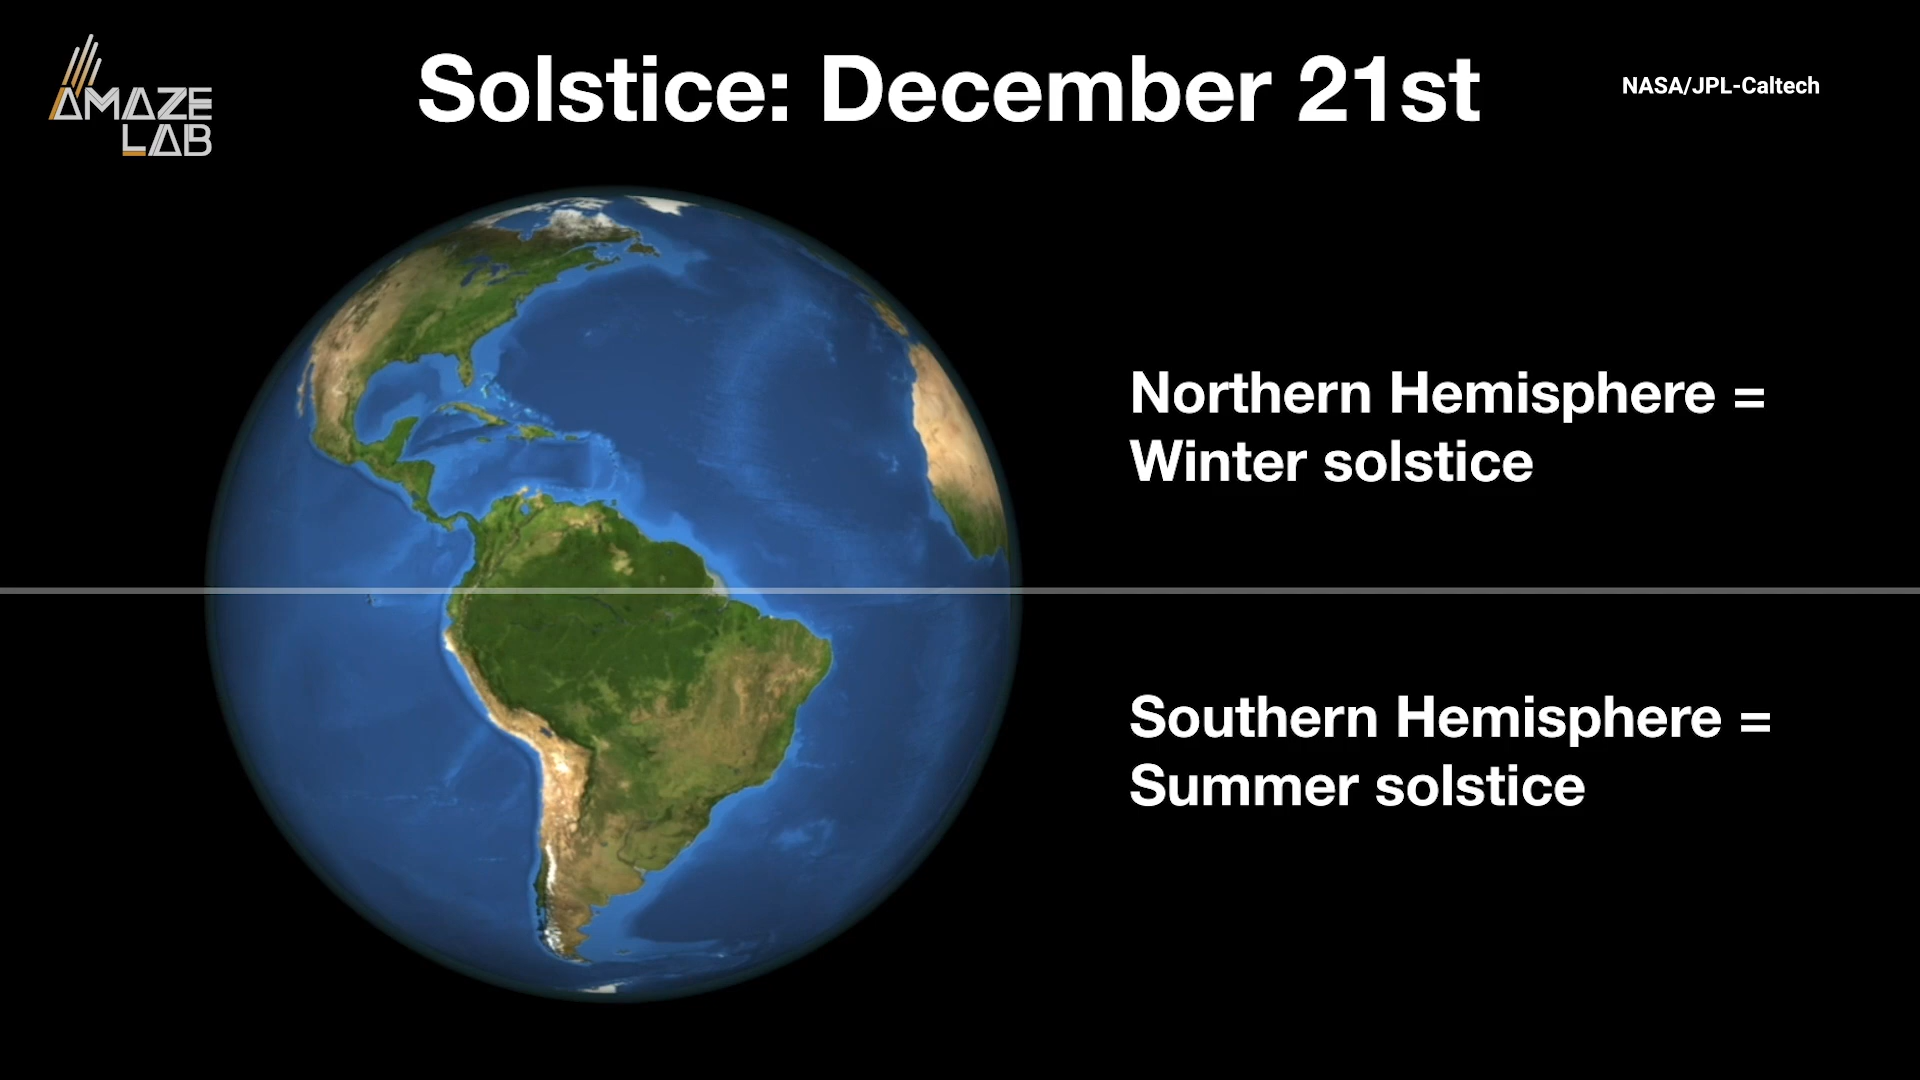 AMAZE
LAB
Solstice: December 21st
NASA/JPL-Caltech
Northern Hemisphere =
Winter solstice
Southern Hemisphere =
Summer solstice